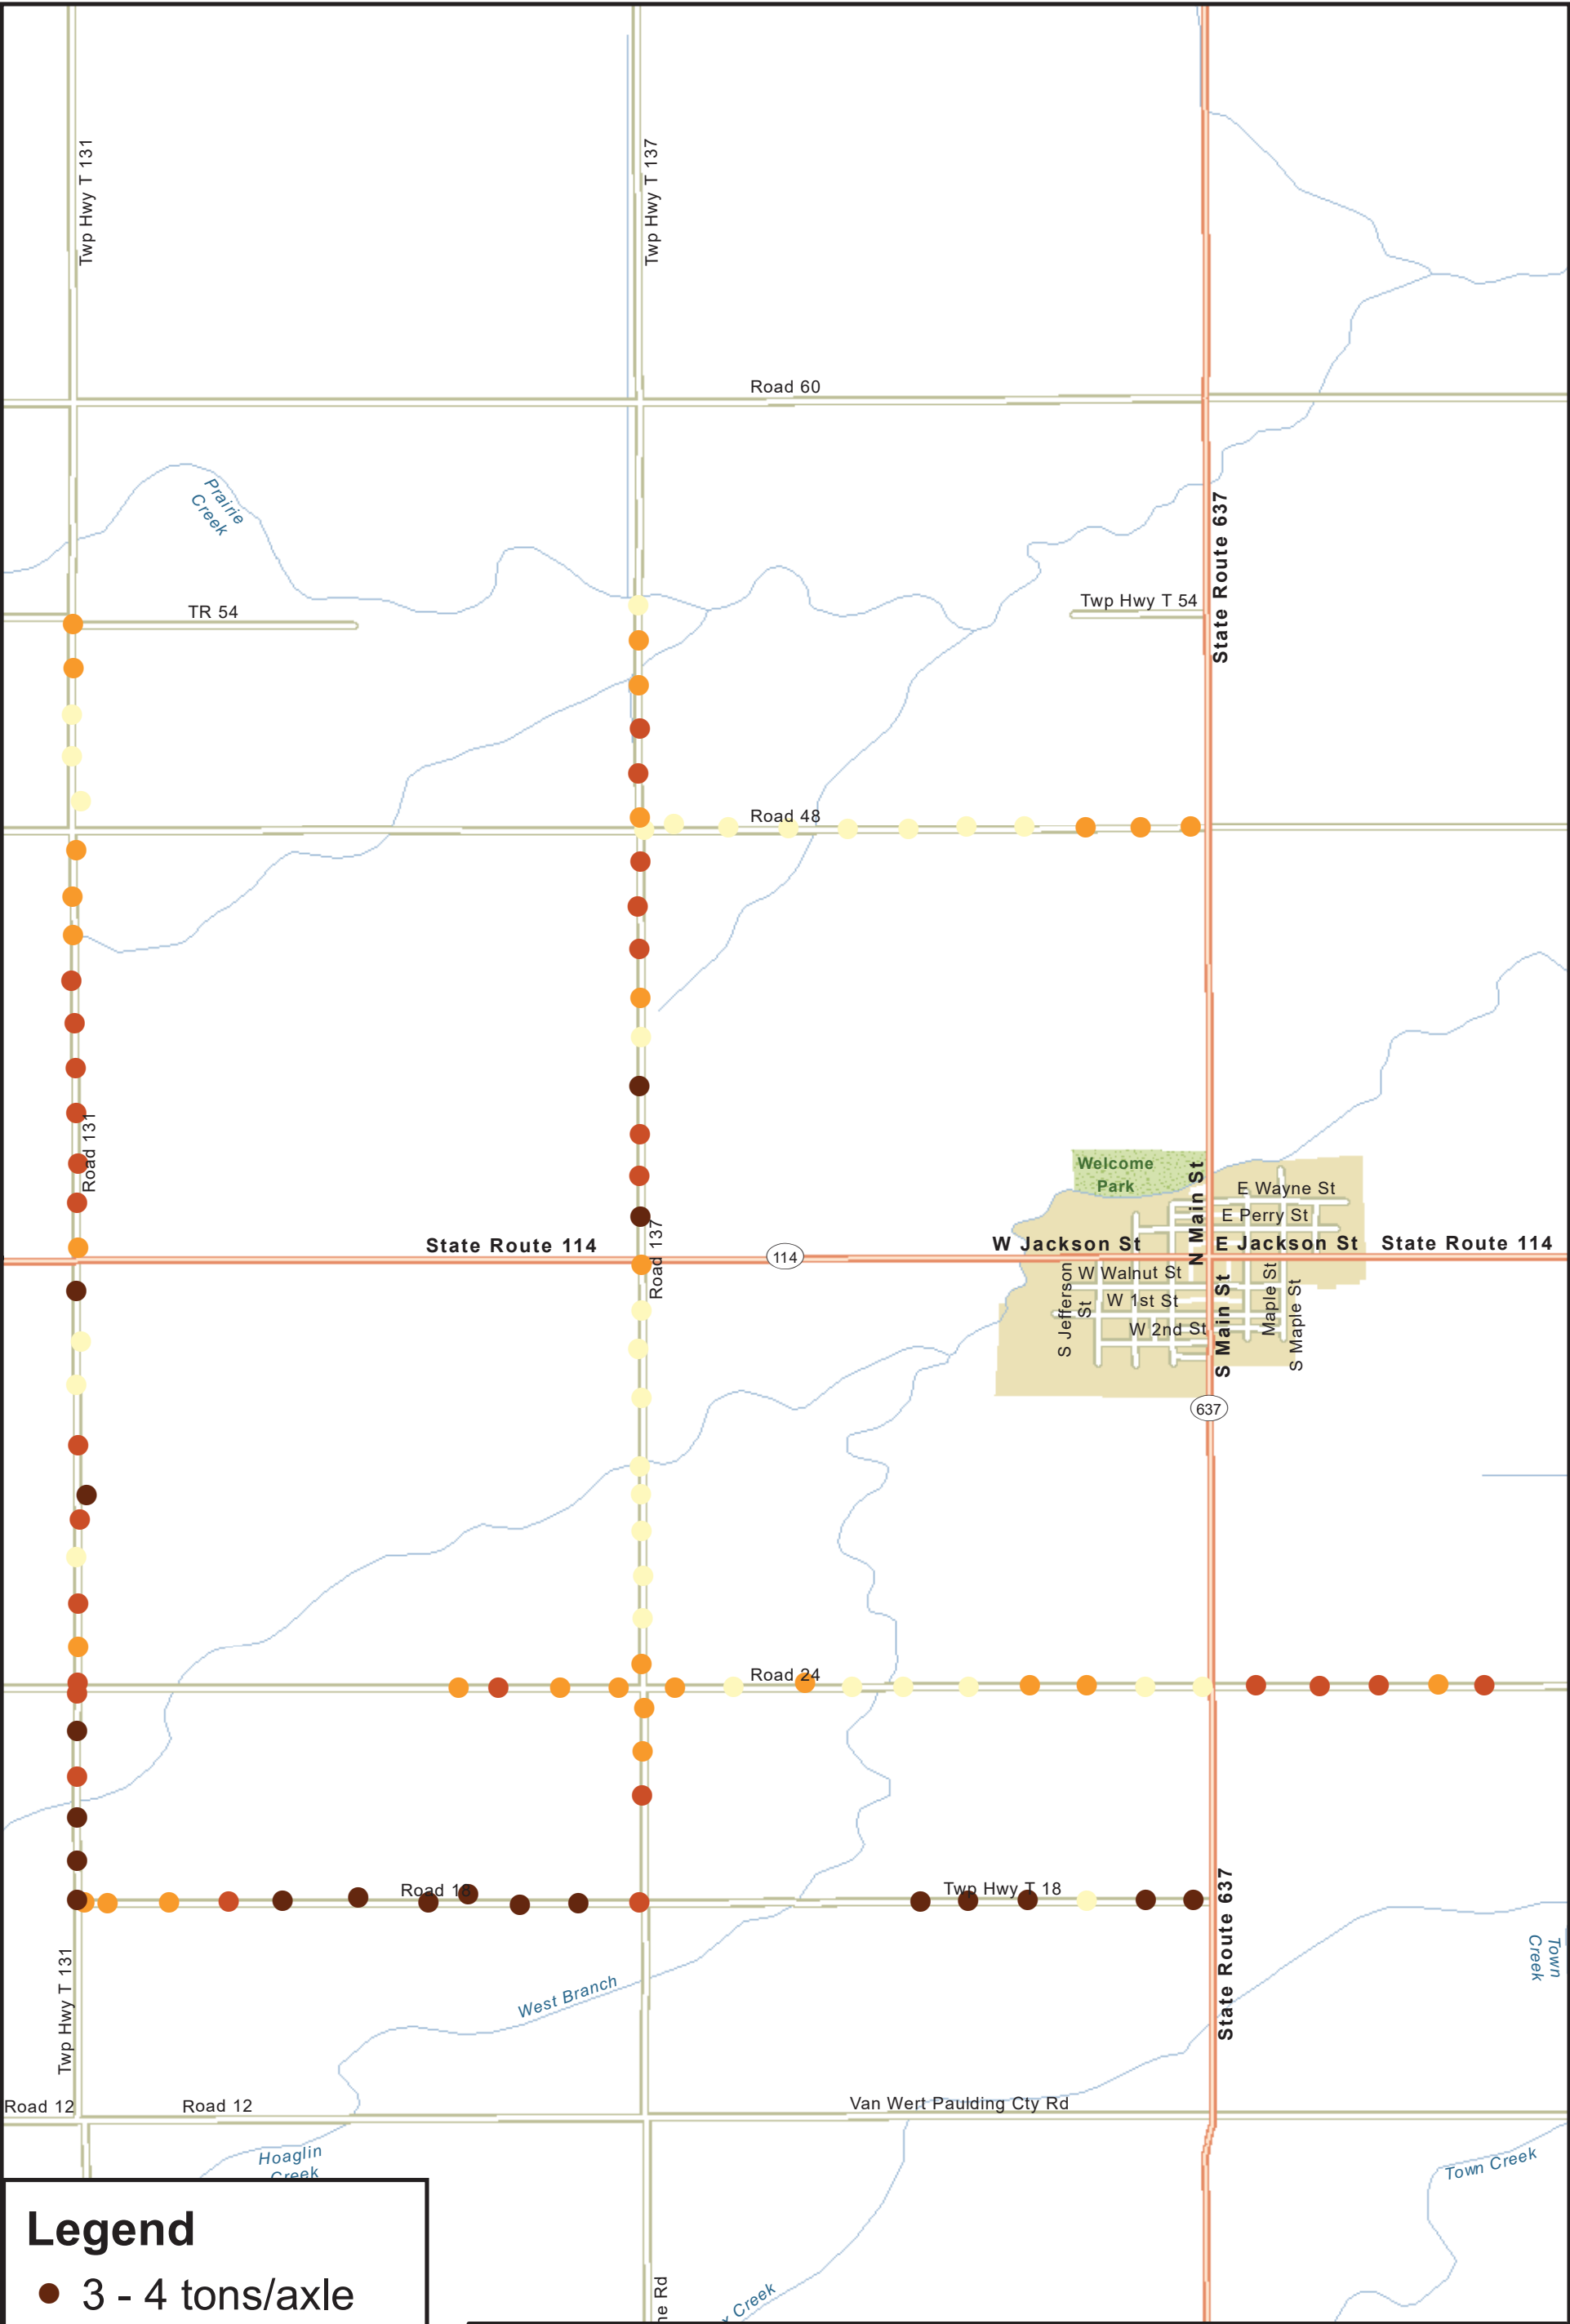 Twp Hwy T 131
Twp Hwy T 137
Road 60
Prairie
Creek
State Route 637
TR 54
Twp Hwy T 54
Road 48
Road 131
Welcome
Park
N Main St
E Wayne St
E Perry St
State Route 114
114
Road 137
W Jackson St
E Jackson St
State Route 114
W Walnut St
W 1st St
W 2nd St
S Jefferson
St
S Main St
Maple St
S Maple St
637
Road 24
Road 18
Twp Hwy T 18
State Route 637
Town
Creek
Twp Hwy T 131
West Branch
Road 12
Road 12
Van Wert Paulding Cty Rd
Hoaglin
Creek
Town Creek
Legend
3 - 4 tons/axle
Rd
Creek